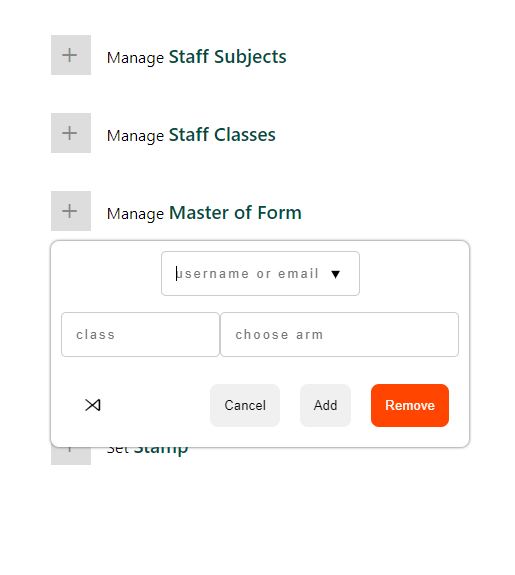 Manage Staff Subjects
Manage Staff Classes
Manage Master of Form
username or email
class choose arm
Cancel Add Remove
Set Stamp